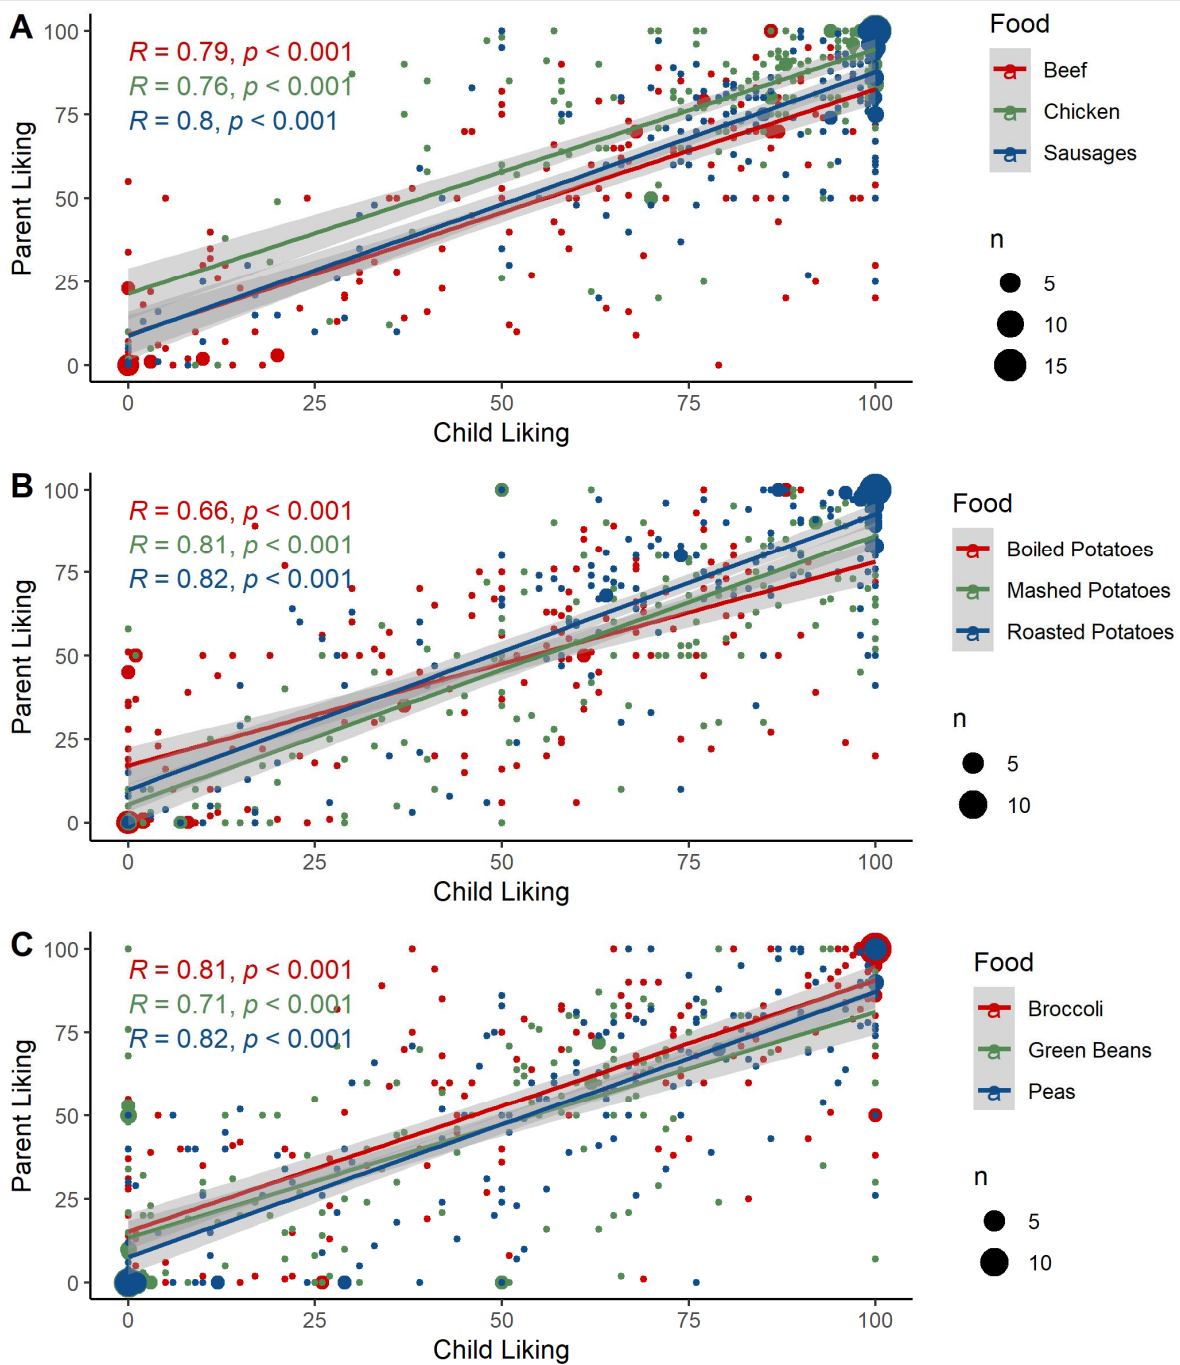 A
R = 0.79, p < 0.001
R = 0.76, p < 0.001
R = 0.8, p < 0.001
100
75
50
25
0
Parent Liking
0 25 50 75 100
Child Liking
Food
a Beef
a Chicken
a Sausages
n
5
10
15
B
R = 0.66, p < 0.001
R = 0.81, p < 0.001
R = 0.82, p < 0.001
100
75
50
25
0
Parent Liking
0 25 50 75 100
Child Liking
Food
a Boiled Potatoes
a Mashed Potatoes
a Roasted Potatoes
n
5
10
C
R = 0.81, p < 0.001
R = 0.71, p < 0.001
R = 0.82, p < 0.001
100
75
50
25
0
Parent Liking
0 25 50 75 100
Child Liking
Food
a Broccoli
a Green Beans
a Peas
n
5
10